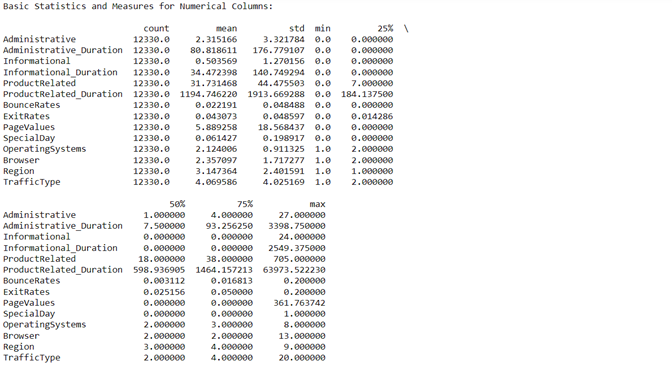 Basic Statistics and Measures for Numerical Columns:
count mean std min 25% \
Administrative 12330.0 2.315166 3.321784 0.0 0.000000
Administrative_Duration 12330.0 80.818611 176.779107 0.0 0.000000
Informational 12330.0 0.503569 1.270156 0.0 0.000000
Informational_Duration 12330.0 34.472398 140.749294 0.0 0.000000
ProductRelated 12330.0 31.731468 44.475503 0.0 7.000000
ProductRelated_Duration 12330.0 1194.746220 1913.669288 0.0 184.137500
BounceRates 12330.0 0.022191 0.048488 0.0 0.000000
ExitRates 12330.0 0.043073 0.048597 0.0 0.014286
PageValues 12330.0 5.889258 18.568437 0.0 0.000000
SpecialDay 12330.0 0.061427 0.198917 0.0 0.000000
OperatingSystems 12330.0 2.124006 0.911325 1.0 2.000000
Browser 12330.0 2.357097 1.717277 1.0 2.000000
Region 12330.0 3.147364 2.401591 1.0 1.000000
TrafficType 12330.0 4.069586 4.025169 1.0 2.000000
50% 75% max
Administrative 1.000000 4.000000 27.000000
Administrative_Duration 7.500000 93.256250 3398.750000
Informational 0.000000 0.000000 24.000000
Informational_Duration 0.000000 0.000000 2549.375000
ProductRelated 18.000000 38.000000 705.000000
ProductRelated_Duration 598.936905 1464.157213 63973.522230
BounceRates 0.003112 0.016813 0.200000
ExitRates 0.025156 0.050000 0.200000
PageValues 0.000000 0.000000 361.763742
SpecialDay 0.000000 0.000000 1.000000
OperatingSystems 2.000000 3.000000 8.000000
Browser 2.000000 2.000000 13.000000
Region 3.000000 4.000000 9.000000
TrafficType 2.000000 4.000000 20.000000